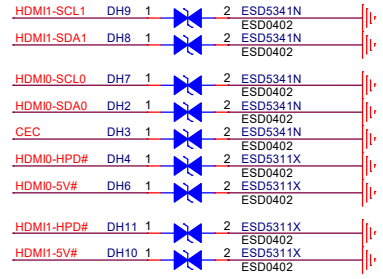 HDMI1-SCL1 DH9 1 2 ESD5341N
ESD0402
HDMI1-SDA1 DH8 1 2 ESD5341N
ESD0402
HDMI0-SCL0 DH7 1 2 ESD5341N
ESD0402
HDMI0-SDA0 DH2 1 2 ESD5341N
ESD0402
CEC DH3 1 2 ESD5341N
ESD0402
HDMI0-HPD# DH4 1 2 ESD5311X
ESD0402
HDMI0-5V# DH6 1 2 ESD5311X
ESD0402
HDMI1-HPD# DH11 1 2 ESD5311X
ESD0402
HDMI1-5V# DH10 1 2 ESD5311X
ESD0402